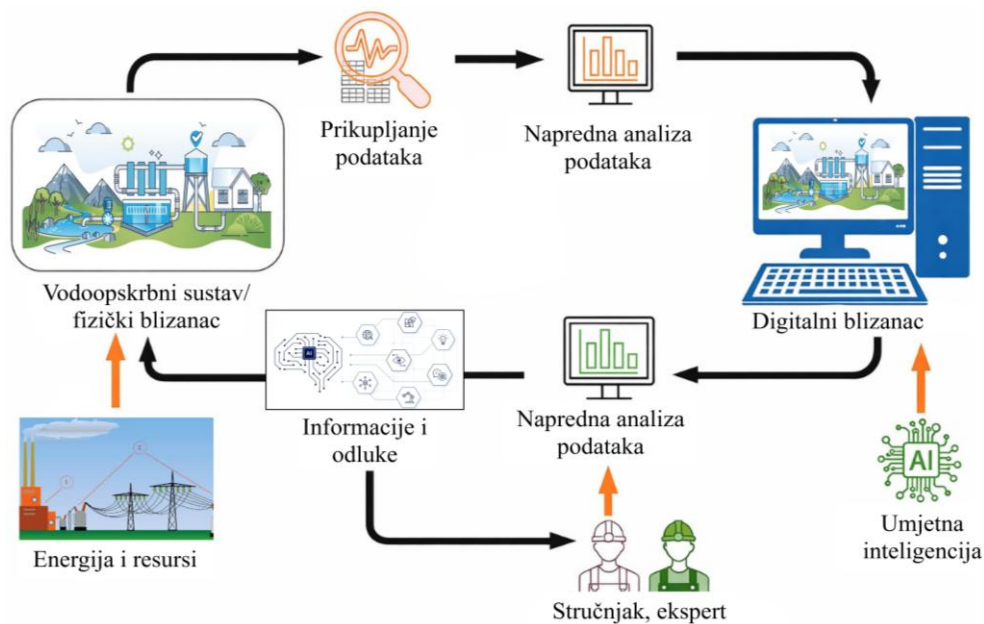 Prikupljanje
podataka
Napredna analiza
podataka
Vodoopskrbni sustav/
fizički blizanac
Digitalni blizanac
AI
Informacije i
odluke
Napredna analiza
podataka
AI
Energija i resursi
Umjetna
inteligencija
Stručnjak, ekspert